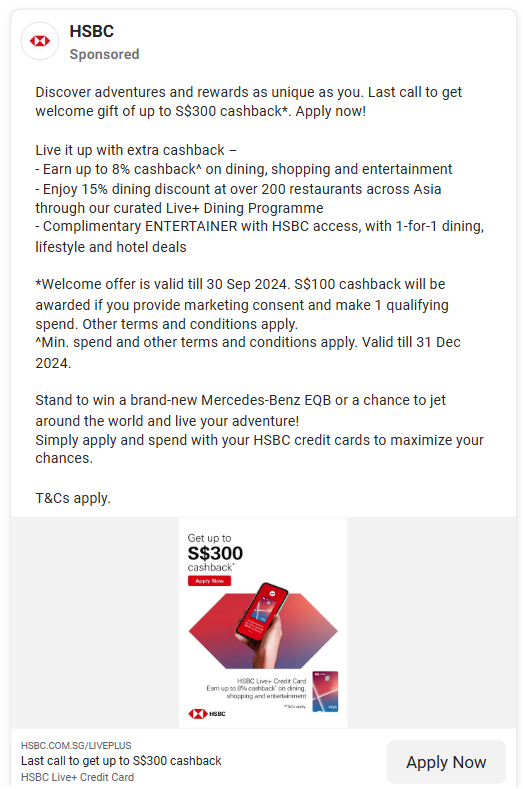 HSBC
Sponsored
Discover adventures and rewards as unique as you. Last call to get
welcome gift of up to S$300 cashback*. Apply now!
Live it up with extra cashback –
- Earn up to 8% cashback^ on dining, shopping and entertainment
- Enjoy 15% dining discount at over 200 restaurants across Asia
through our curated Live+ Dining Programme
- Complimentary ENTERTAINER with HSBC access, with 1-for-1 dining,
lifestyle and hotel deals
*Welcome offer is valid till 30 Sep 2024. S$100 cashback will be
awarded if you provide marketing consent and make 1 qualifying
spend. Other terms and conditions apply.
^Min. spend and other terms and conditions apply. Valid till 31 Dec
2024.
Stand to win a brand-new Mercedes-Benz EQB or a chance to jet
around the world and live your adventure!
Simply apply and spend with your HSBC credit cards to maximize your
chances.
T&Cs apply.
Get up to
S$300
cashback*
Apply Now
HSBC Live+ Credit Card
Earn up to 8% cashback* on dining,
shopping and entertainment
*T&Cs apply.
VISA
HSBC
HSBC.COM.SG/LIVEPLUS
Last call to get up to S$300 cashback
HSBC Live+ Credit Card
Apply Now